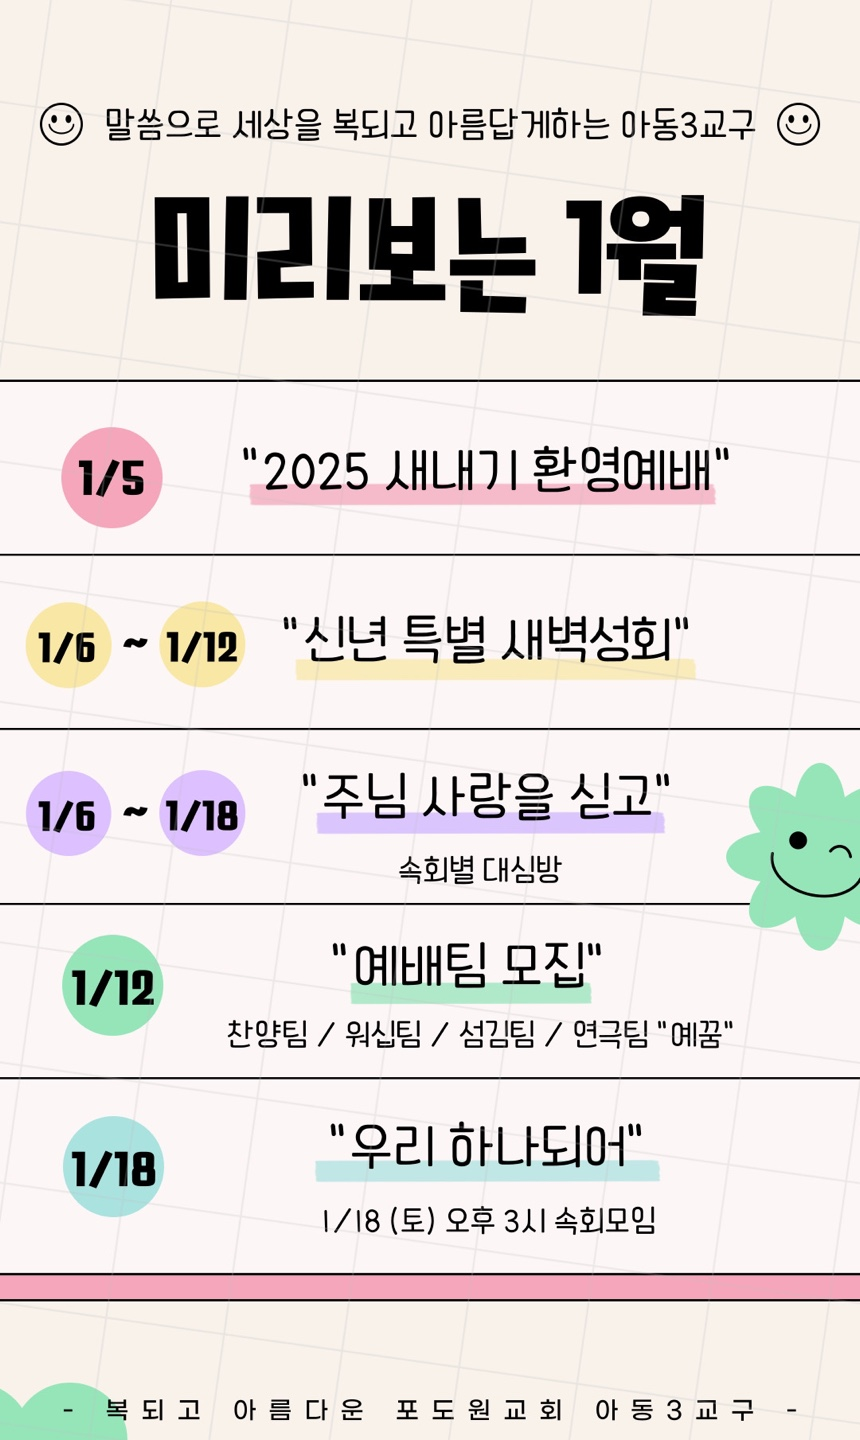 말씀으로 세상을 복되고 아름답게하는 아동3교구
미리보는 1월
1/5
"2025 새내기 환영예배"
1/6 ~ 1/12
"신년 특별 새벽성회"
1/6 ~ 1/18
"주님 사랑을 싣고"
속회별 대심방
1/12
"예배팀 모집"
찬양팀 / 워십팀 / 섬김팀 / 연극팀 "예꿈"
1/18
"우리 하나되어"
1/18 (토) 오후 3시 속회모임
- 복되고 아름다운 포도원교회 아동3교구 -